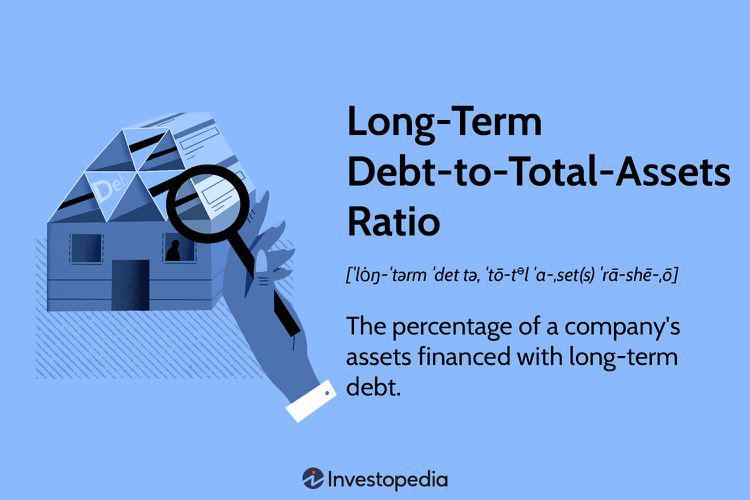 Deb
Long-Term
Debt-to-Total-Assets
Ratio
[ˈlȯŋ-ˈtərm ˈdet tə, ˈtō-tᵊl ˈa-ˌset(s) ˈrā-shē-ˌō]
The percentage of a company's
assets financed with long-term
debt.
Investopedia